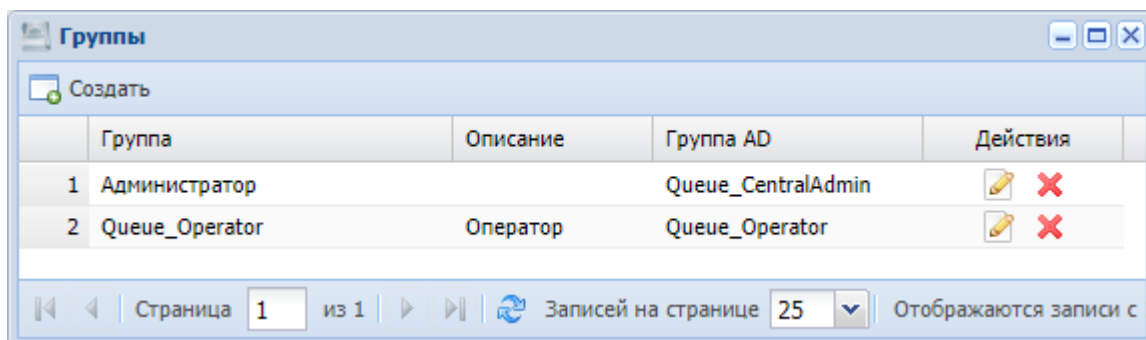 Группы
Создать
Группа Описание Группа AD Действия
1 Администратор Queue_CentralAdmin
2 Queue_Operator Оператор Queue_Operator
Страница 1 из 1 Записей на странице 25 Отображаются записи с